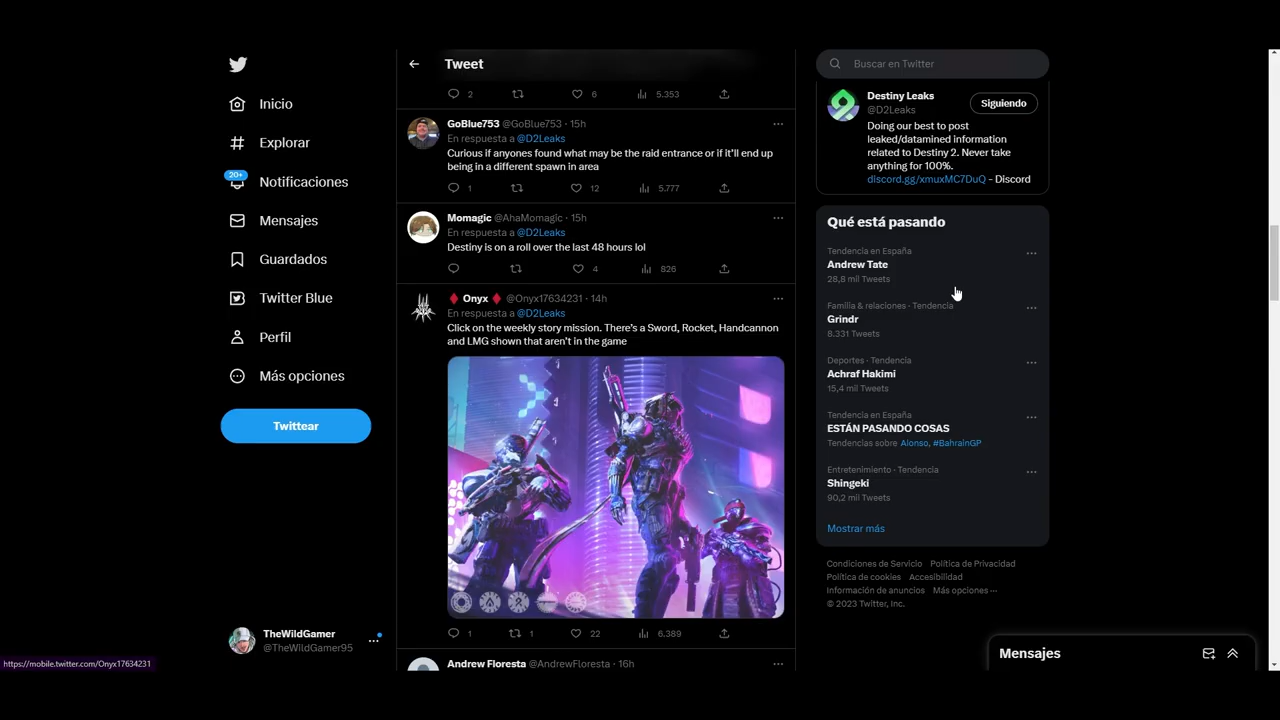 Inicio
Explorar
20+
Notificaciones
Mensajes
Guardados
Twitter Blue
Perfil
Más opciones
Twittear
TheWildGamer
@TheWildGamer95
https://mobile.twitter.com/Onyx17634231
Tweet
2 6 5.353
GoBlue753 @GoBlue753 · 15h
En respuesta a @D2Leaks
Curious if anyones found what may be the raid entrance or if it'll end up
being in a different spawn in area
1 12 5.777
Momagic @AhaMomagic · 15h
En respuesta a @D2Leaks
Destiny is on a roll over the last 48 hours lol
4 826
Onyx @Onyx17634231 · 14h
En respuesta a @D2Leaks
Click on the weekly story mission. There's a Sword, Rocket, Handcannon
and LMG shown that aren't in the game
1 1 22 6.389
Andrew Floresta @AndrewFloresta · 16h
Buscar en Twitter
Destiny Leaks
@D2Leaks
Siguiendo
Doing our best to post
leaked/datamined information
related to Destiny 2. Never take
anything for 100%.
discord.gg/xmuxMC7DuQ - Discord
Qué está pasando
Tendencia en España
Andrew Tate
28,8 mil Tweets
Familia & relaciones · Tendencia
Grindr
8.331 Tweets
Deportes · Tendencia
Achraf Hakimi
15,4 mil Tweets
Tendencia en España
ESTÁN PASANDO COSAS
Tendencias sobre Alonso, #BahrainGP
Entretenimiento · Tendencia
Shingeki
90,2 mil Tweets
Mostrar más
Condiciones de Servicio Política de Privacidad
Política de cookies Accesibilidad
Información de anuncios Más opciones ···
© 2023 Twitter, Inc.
Mensajes